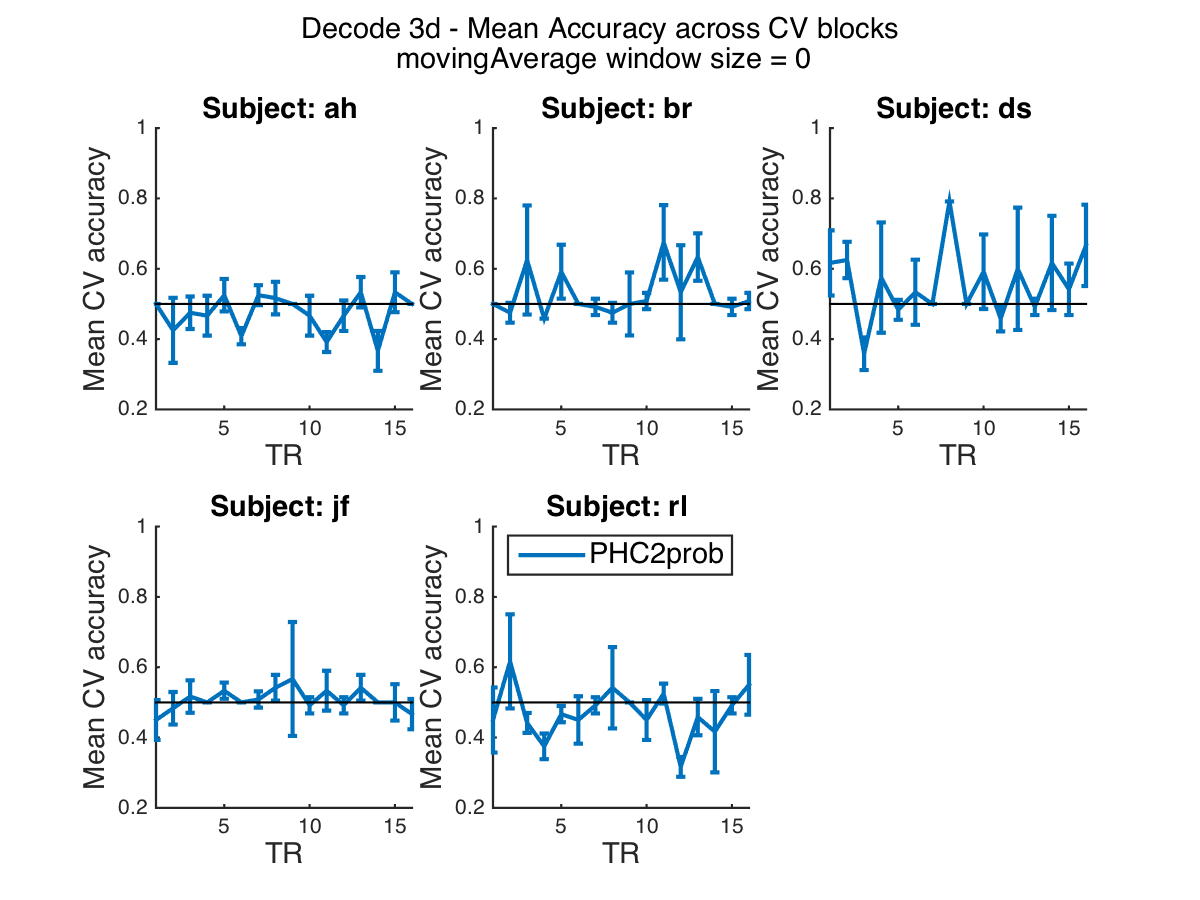 Decode 3d - Mean Accuracy across CV blocks
movingAverage window size = 0
Subject: ah
Mean CV accuracy
1
0.8
0.6
0.4
0.2
5 10 15
TR
Subject: br
Mean CV accuracy
1
0.8
0.6
0.4
0.2
5 10 15
TR
Subject: ds
Mean CV accuracy
1
0.8
0.6
0.4
0.2
5 10 15
TR
Subject: jf
Mean CV accuracy
1
0.8
0.6
0.4
0.2
5 10 15
TR
Subject: rl
PHC2prob
Mean CV accuracy
1
0.8
0.6
0.4
0.2
5 10 15
TR